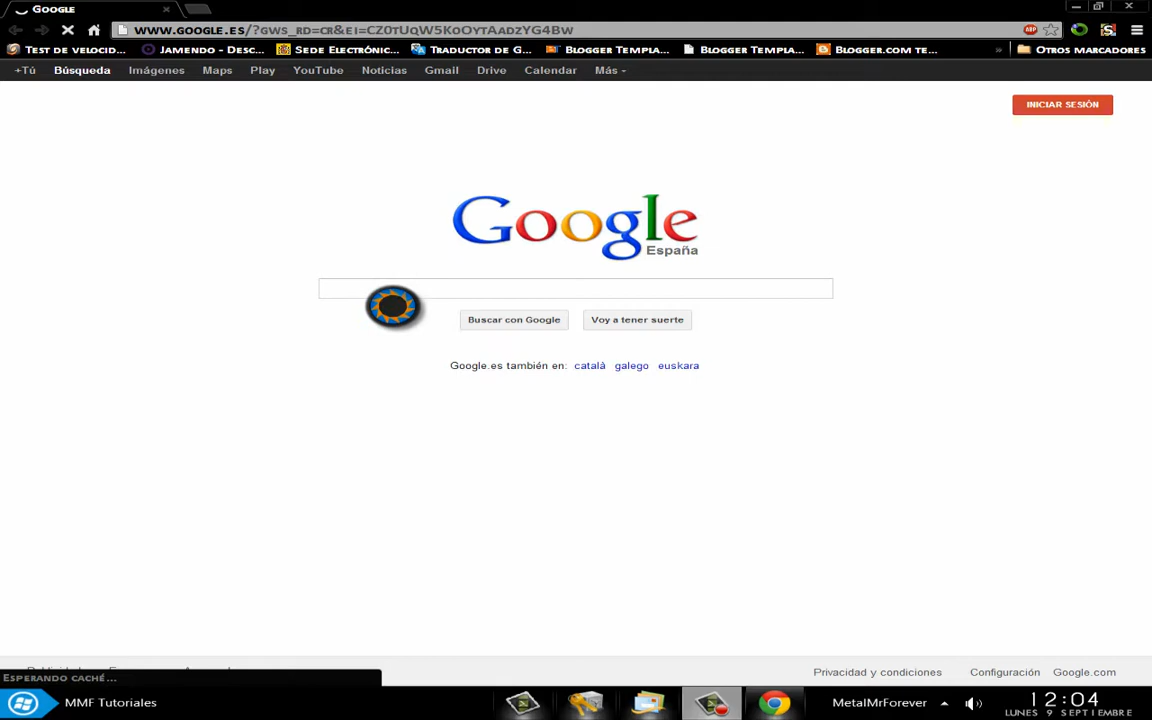 Google
www.google.es/?gws_rd=cr&ei=
Test de velocid... Jamendo - Desc... Sede Electrónic... Traductor de G... Blogger Templa... Blogger Templa... Blogger.com te... » Otros marcadores
+Tú Búsqueda Imágenes Maps Play YouTube Noticias Gmail Drive Calendar Más
INICIAR SESIÓN
Google
España
Buscar con Google Voy a tener suerte
Google.es también en: català galego euskara
Esperando caché...
Privacidad y condiciones Configuración Google.com
MMF Tutoriales MetalMrForever 12:04
lunes 9 septiembre